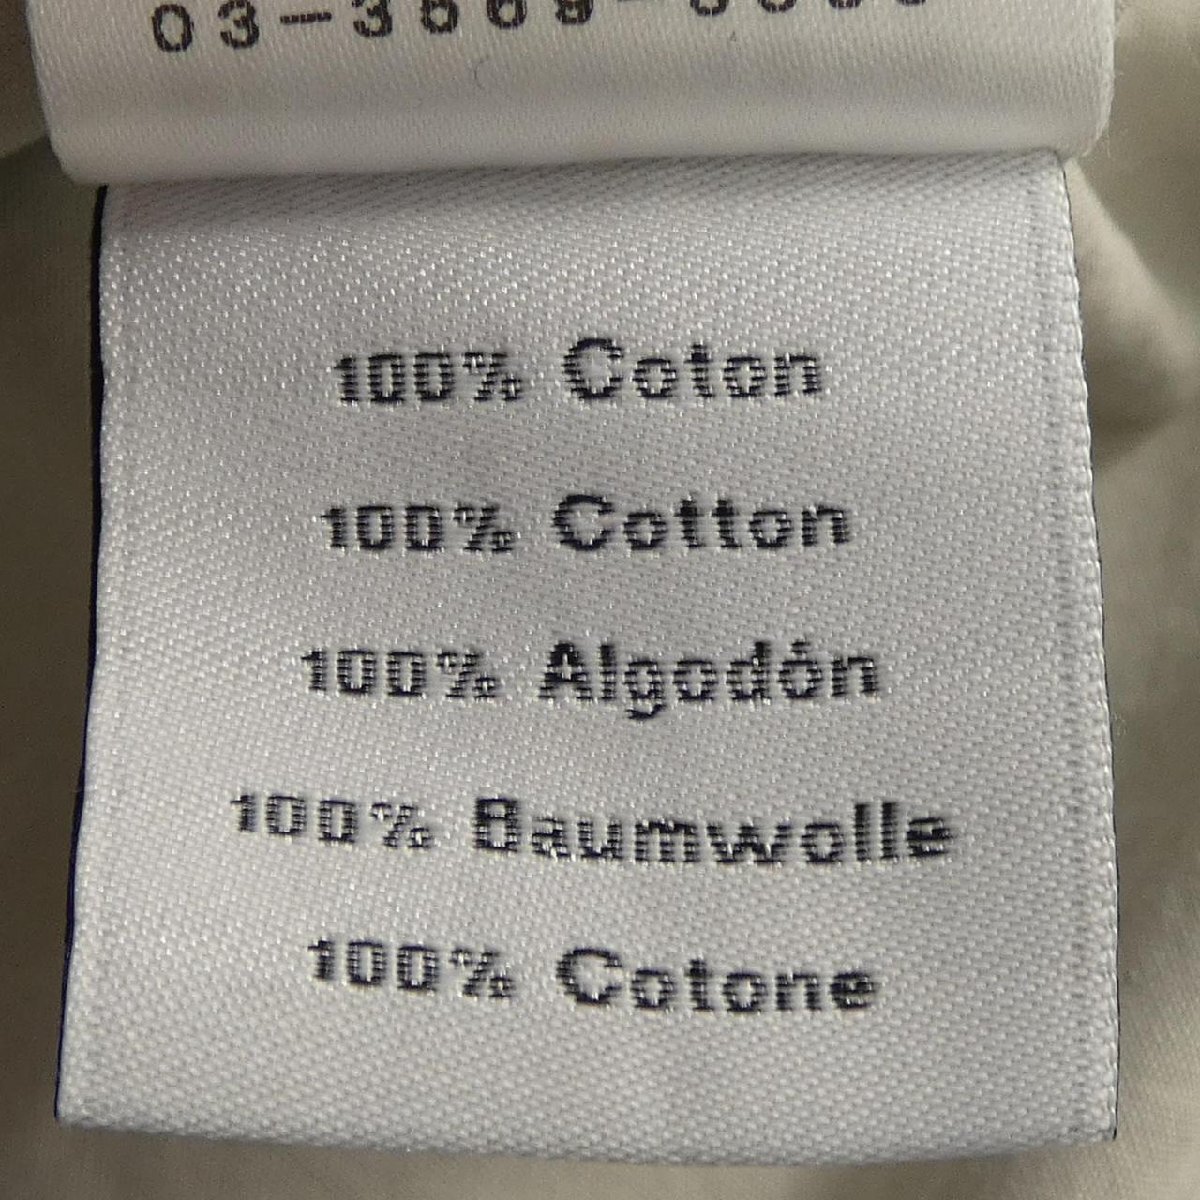 100% Coton
100% Cotton
100% Algodón
100% Baumwolle
100% Cotone